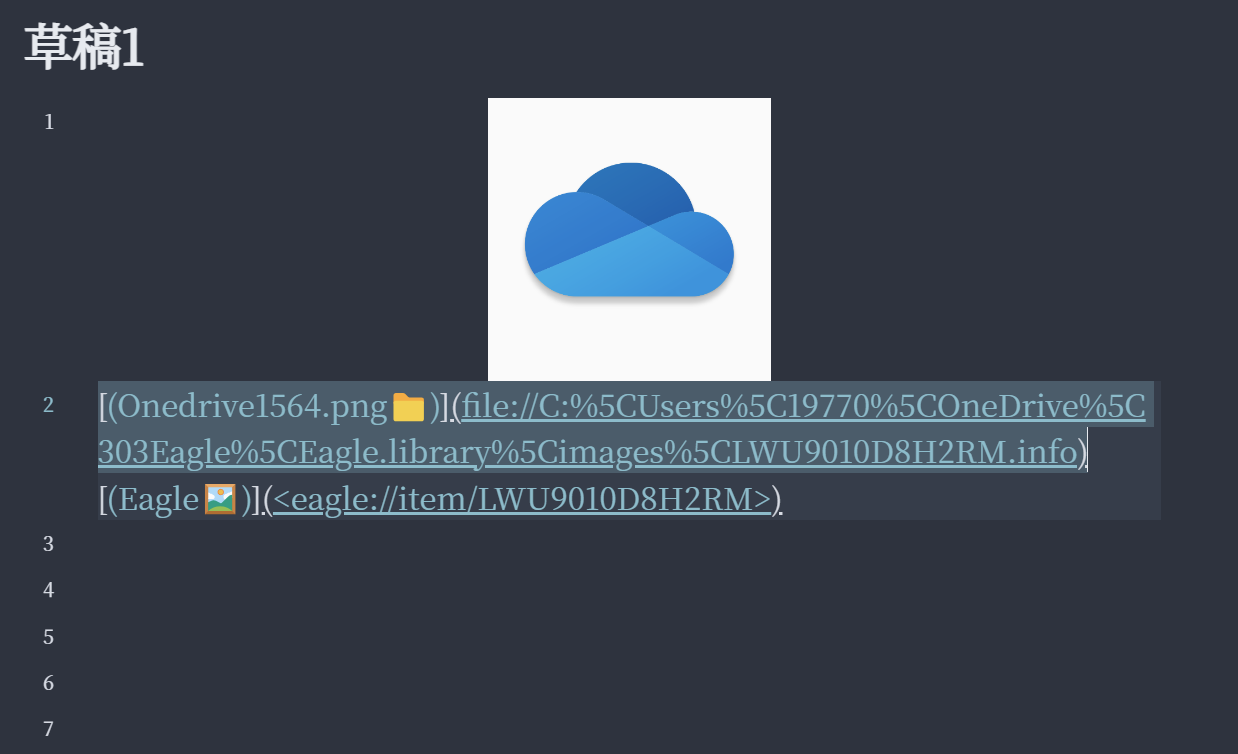 草稿1
1
2 [(Onedrive1564.png📁)](file://C:%5CUsers%5C19770%5COneDrive%5C
303Eagle%5CEagle.library%5Cimages%5CLWU9010D8H2RM.info)
[(Eagle🖼️)](<eagle://item/LWU9010D8H2RM>)
3
4
5
6
7